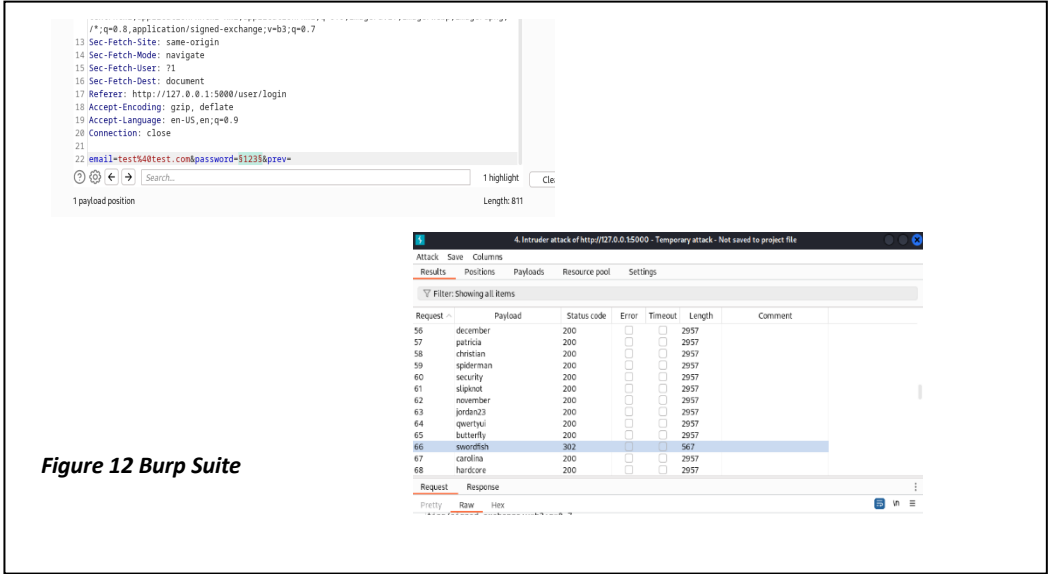 /*;q=0.8,application/signed-exchange;v=b3;q=0.7
13 Sec-Fetch-Site: same-origin
14 Sec-Fetch-Mode: navigate
15 Sec-Fetch-User: ?1
16 Sec-Fetch-Dest: document
17 Referer: http://127.0.0.1:5000/user/login
18 Accept-Encoding: gzip, deflate
19 Accept-Language: en-US,en;q=0.9
20 Connection: close
21
22 email=test%40test.com&password=§123§&prev=
Search...
1 highlight
Cle
1 payload position
Length: 811
4. Intruder attack of http://127.0.0.1:5000 - Temporary attack - Not saved to project file
Attack Save Columns
Results Positions Payloads Resource pool Settings
Filter: Showing all items
Request Payload Status code Error Timeout Length Comment
56 december 200 2957
57 patricia 200 2957
58 christian 200 2957
59 spiderman 200 2957
60 security 200 2957
61 slipknot 200 2957
62 november 200 2957
63 jordan23 200 2957
64 qwertyui 200 2957
65 butterfly 200 2957
66 swordfish 302 567
67 carolina 200 2957
68 hardcore 200 2957
Request Response
Pretty Raw Hex
\n
Figure 12 Burp Suite